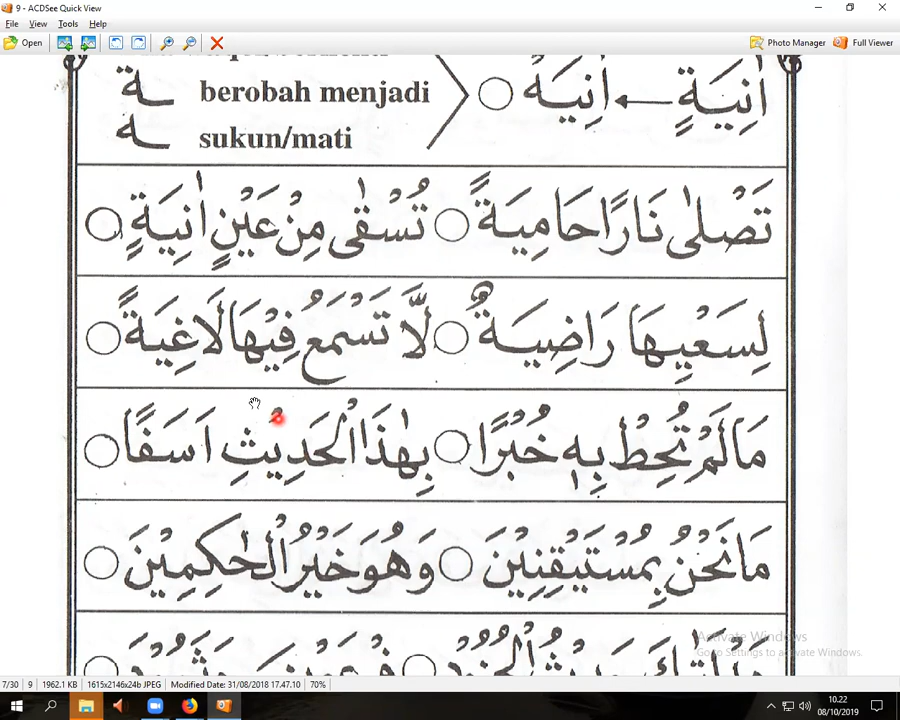 9 - ACDSee Quick View
File View Tools Help
Open Photo Manager Full Viewer
berobah menjadi
sukun/mati
اٰنِيَةٍ ← اٰنِيَهْ
تَصْلٰى نَارًا حَامِيَةً تُسْقٰى مِنْ عَيْنٍ اٰنِيَةٍ
لِسَعْيِهَا رَاضِيَةٌ لَّا تَسْمَعُ فِيْهَا لَاغِيَةً
مَالَمْ تُحِطْ بِهٖ خُبْرًا بِهٰذَا الْحَدِيْثِ اَسَفًا
مَا نَحْنُ بِمُسْتَيْقِنِيْنَ وَهُوَ خَيْرُ الْحٰكِمِيْنَ
Activate Windows
Go to Settings to activate Windows.
7/30 9 1962.1 KB 1615x2146x24b JPEG Modified Date: 31/08/2018 17.47.10 70%
10.22
08/10/2019